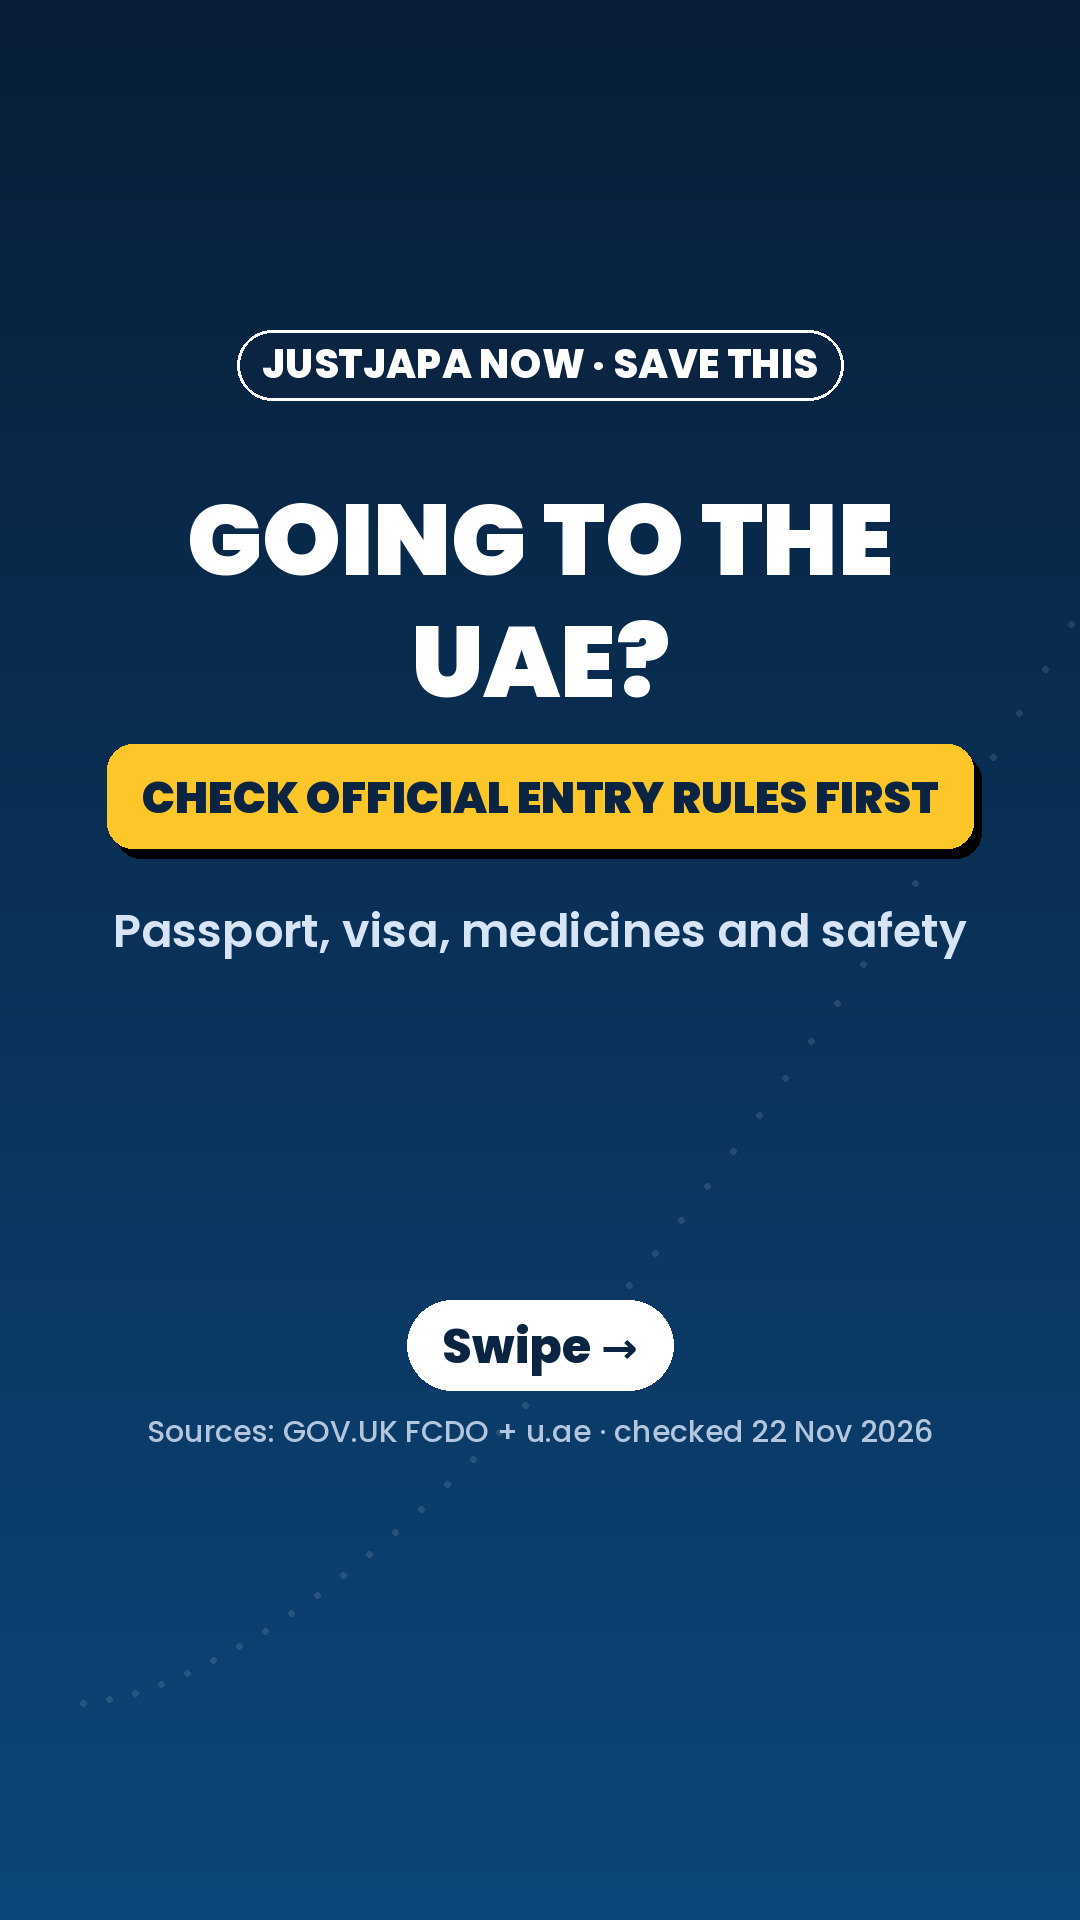 JUSTJAPA NOW · SAVE THIS
GOING TO THE
UAE?
CHECK OFFICIAL ENTRY RULES FIRST
Passport, visa, medicines and safety
Swipe →
Sources: GOV.UK FCDO + u.ae · checked 22 Nov 2026